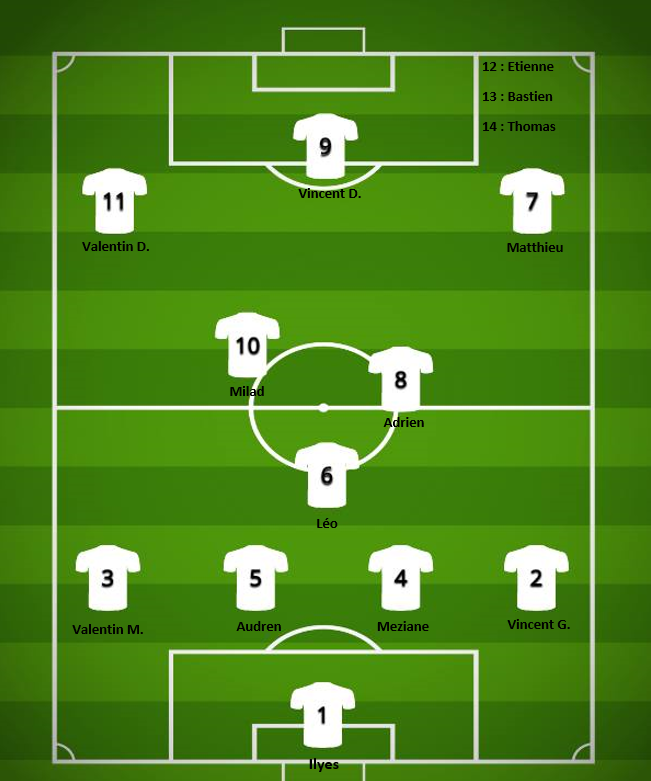 12 : Etienne
13 : Bastien
14 : Thomas
9
Vincent D.
11
Valentin D.
7
Matthieu
10
Milad
8
Adrien
6
Léo
3
Valentin M.
5
Audren
4
Meziane
2
Vincent G.
1
Ilyes